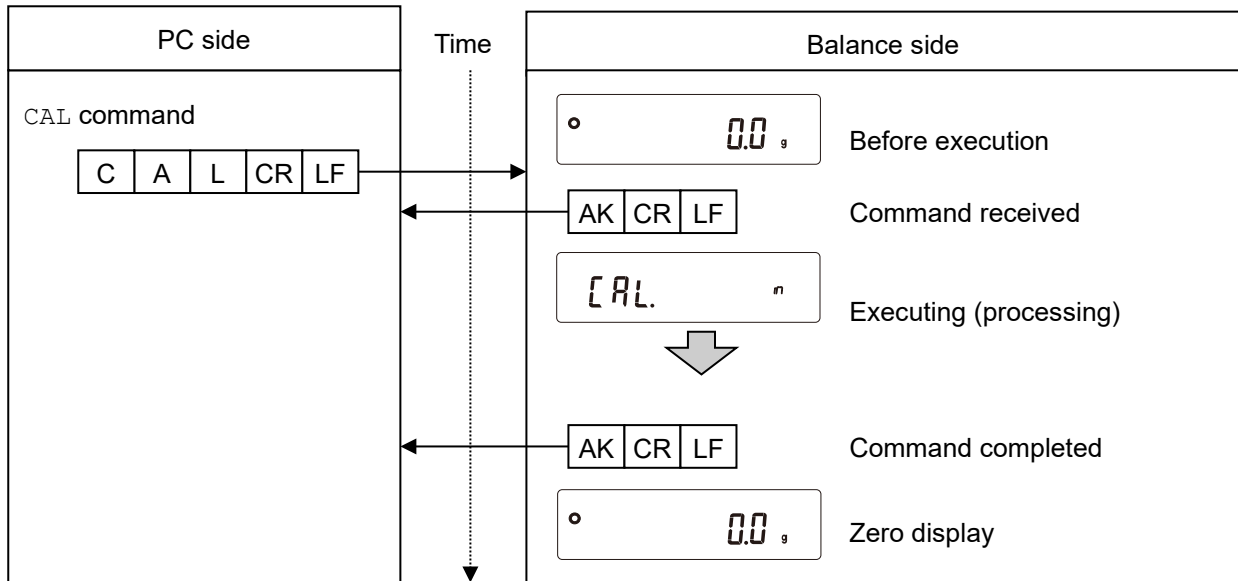 PC side
Time
Balance side
CAL command
0.0 g
Before execution
C A L CR LF
AK CR LF
Command received
CAL. in
Executing (processing)
AK CR LF
Command completed
0.0 g
Zero display